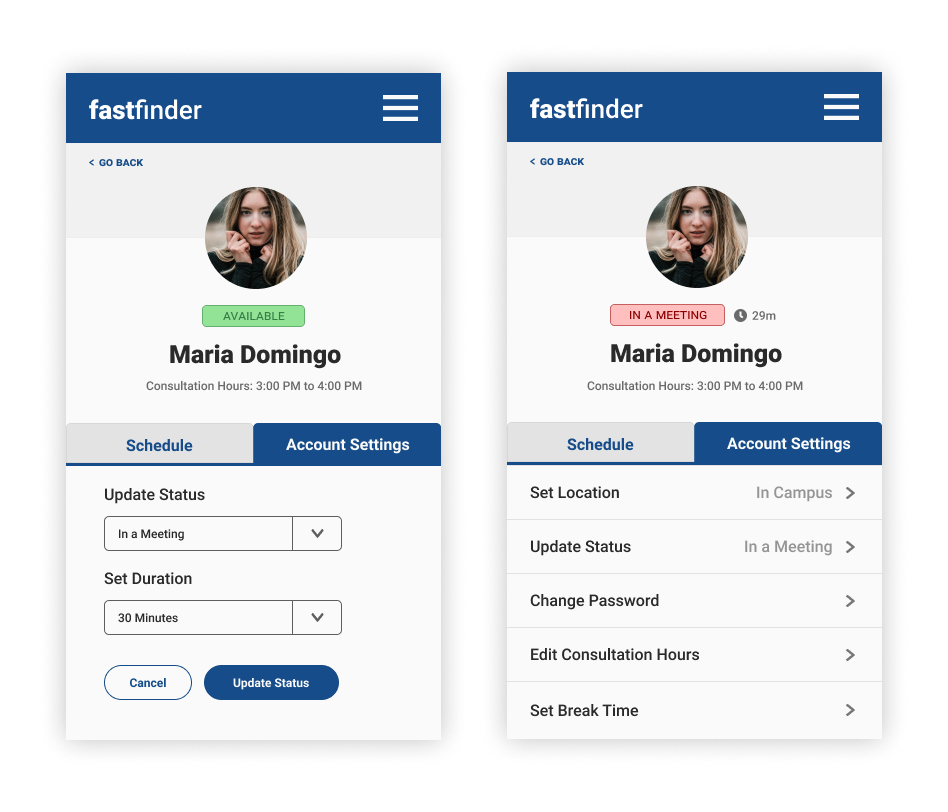 fastfinder
< GO BACK
AVAILABLE
Maria Domingo
Consultation Hours: 3:00 PM to 4:00 PM
Schedule
Account Settings
Update Status
In a Meeting
Set Duration
30 Minutes
Cancel
Update Status
fastfinder
< GO BACK
IN A MEETING
29m
Maria Domingo
Consultation Hours: 3:00 PM to 4:00 PM
Schedule
Account Settings
Set Location
In Campus
Update Status
In a Meeting
Change Password
Edit Consultation Hours
Set Break Time